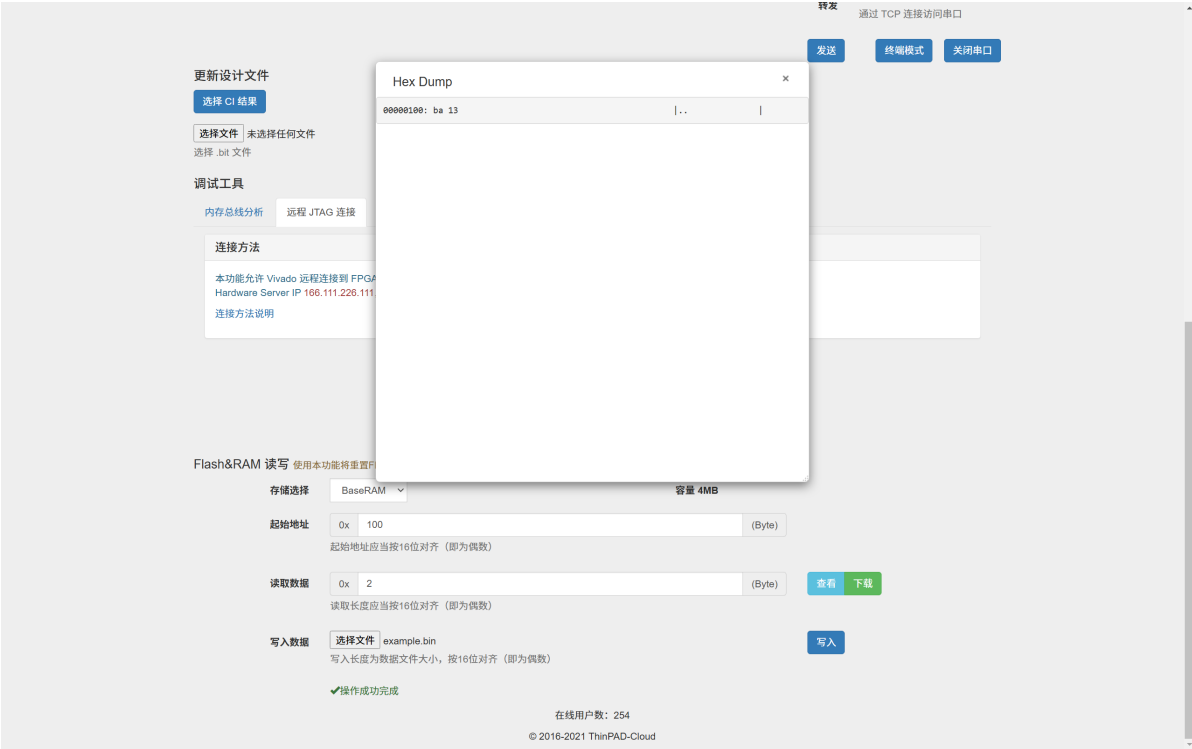 转发
通过 TCP 连接访问串口
发送 终端模式 关闭串口
更新设计文件
选择 CI 结果
选择文件 未选择任何文件
选择 .bit 文件
调试工具
内存总线分析 远程 JTAG 连接
连接方法
本功能允许 Vivado 远程连接到 FPGA
Hardware Server IP 166.111.226.111.
连接方法说明
Hex Dump ×
00000100: ba 13 |.. |
Flash&RAM 读写 使用本功能将重置F
存储选择 BaseRAM 容量 4MB
起始地址 0x 100 (Byte)
起始地址应当按16位对齐（即为偶数）
读取数据 0x 2 (Byte) 查看 下载
读取长度应当按16位对齐（即为偶数）
写入数据 选择文件 example.bin 写入
写入长度为数据文件大小，按16位对齐（即为偶数）
✔操作成功完成
在线用户数：254
© 2016-2021 ThinPAD-Cloud